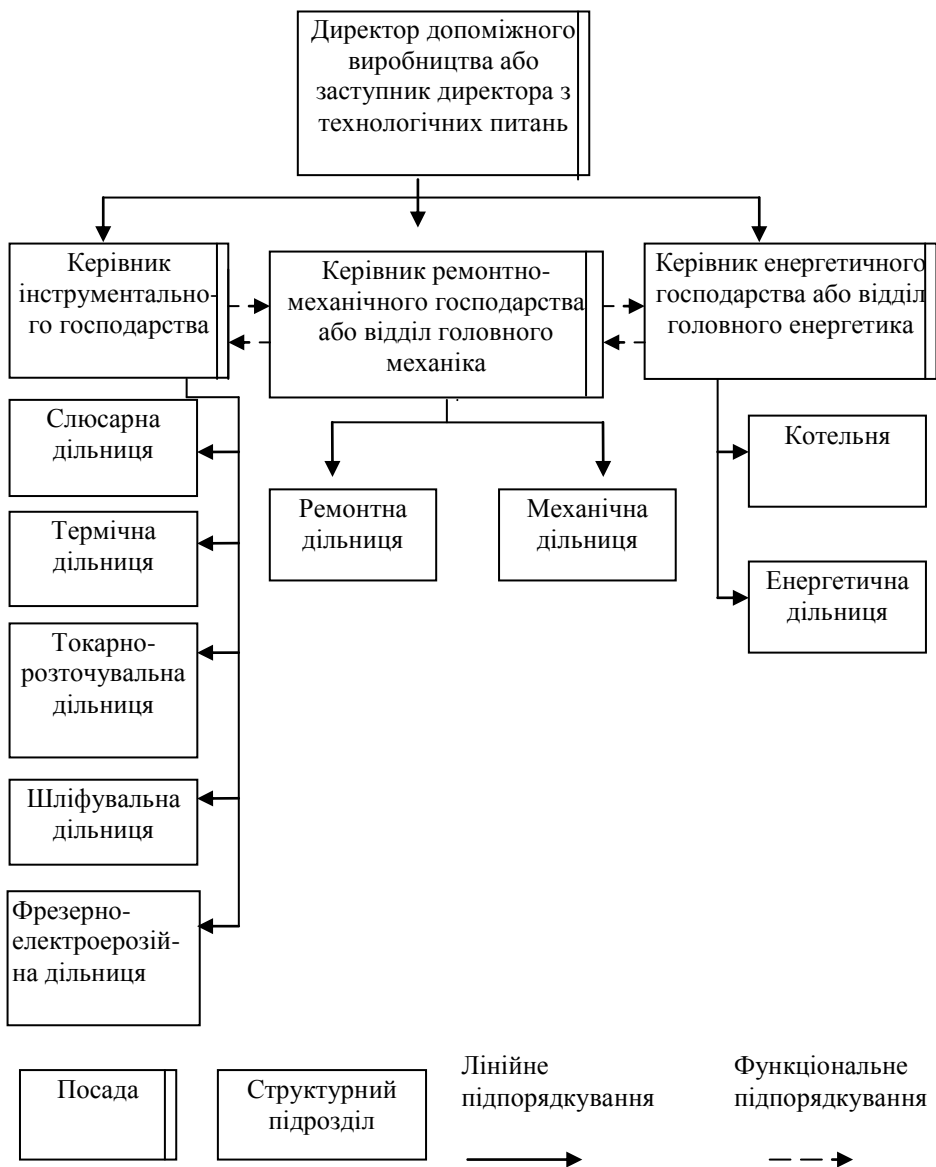 Директор допоміжного
виробництва або
заступник директора з
технологічних питань
Керівник
інструментально-
го господарства
Керівник ремонтно-
механічного господарства
або відділ головного
механіка
Керівник енергетичного
господарства або відділ
головного енергетика
Слюсарна
дільниця
Термічна
дільниця
Токарно-
розточувальна
дільниця
Шліфувальна
дільниця
Фрезерно-
електроерозій-
на дільниця
Ремонтна
дільниця
Механічна
дільниця
Котельня
Енергетична
дільниця
Посада
Структурний
підрозділ
Лінійне
підпорядкування
Функціональне
підпорядкування